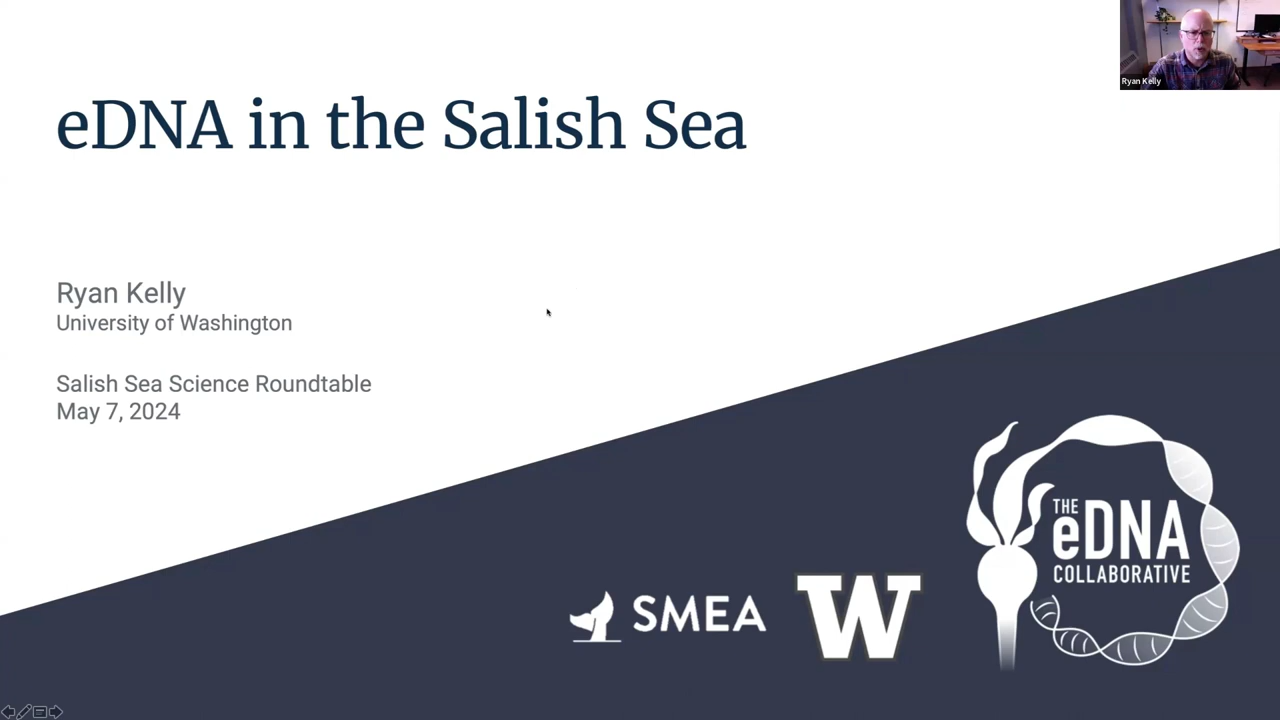 Ryan Kelly
eDNA in the Salish Sea
Ryan Kelly
University of Washington
Salish Sea Science Roundtable
May 7, 2024
SMEA
W
THE
eDNA
COLLABORATIVE